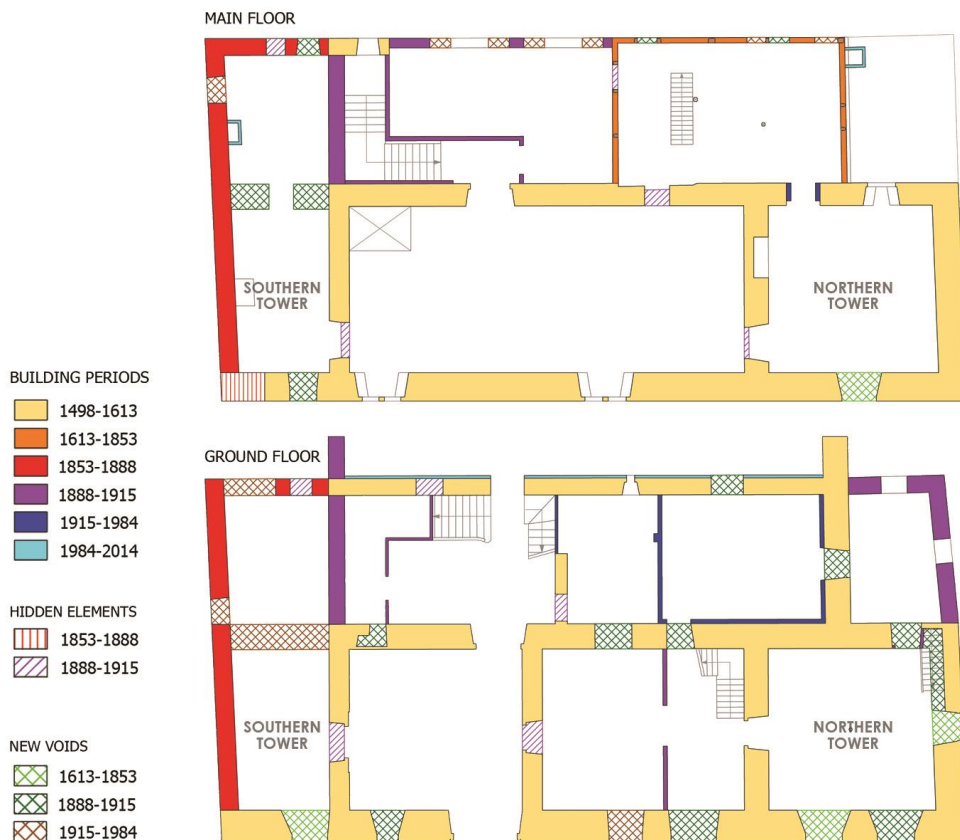 MAIN FLOOR
SOUTHERN
TOWER
NORTHERN
TOWER
BUILDING PERIODS
1498-1613
1613-1853
1853-1888
1888-1915
1915-1984
1984-2014
HIDDEN ELEMENTS
1853-1888
1888-1915
NEW VOIDS
1613-1853
1888-1915
1915-1984
GROUND FLOOR
SOUTHERN
TOWER
NORTHERN
TOWER